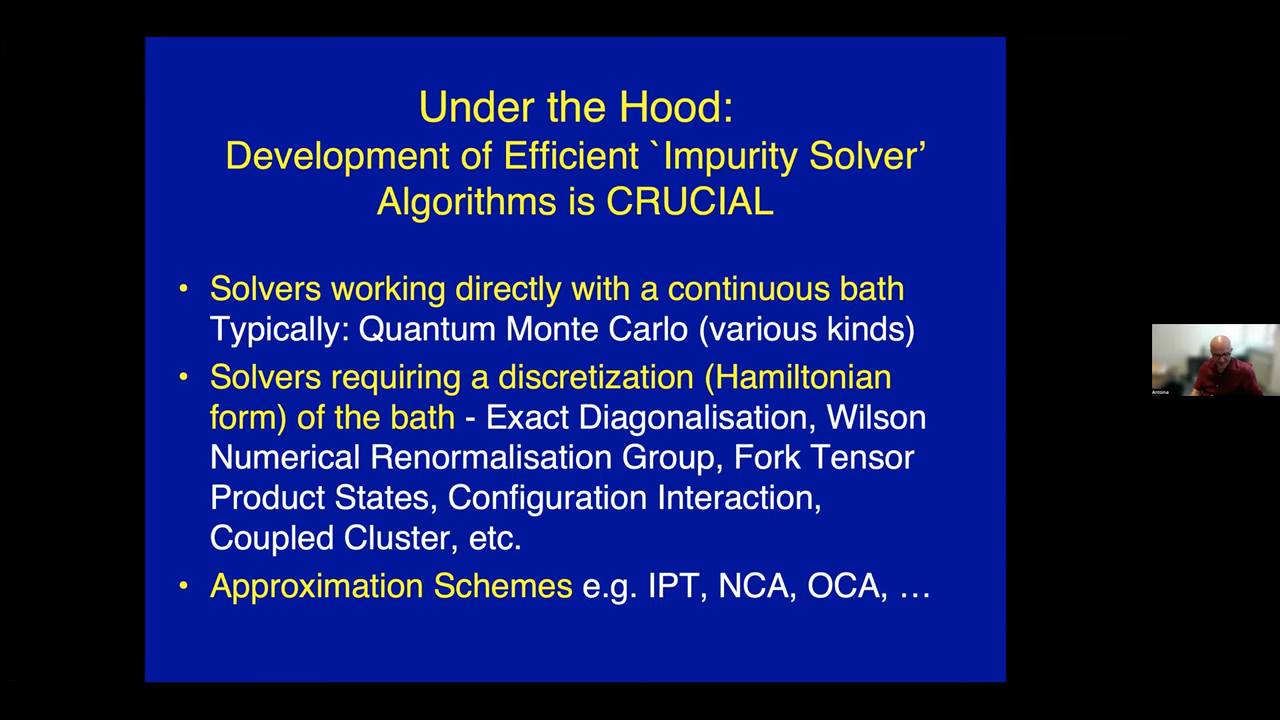 Under the Hood:
Development of Efficient `Impurity Solver’
Algorithms is CRUCIAL
• Solvers working directly with a continuous bath
Typically: Quantum Monte Carlo (various kinds)
• Solvers requiring a discretization (Hamiltonian
form) of the bath - Exact Diagonalisation, Wilson
Numerical Renormalisation Group, Fork Tensor
Product States, Configuration Interaction,
Coupled Cluster, etc.
• Approximation Schemes e.g. IPT, NCA, OCA, …
Antoine